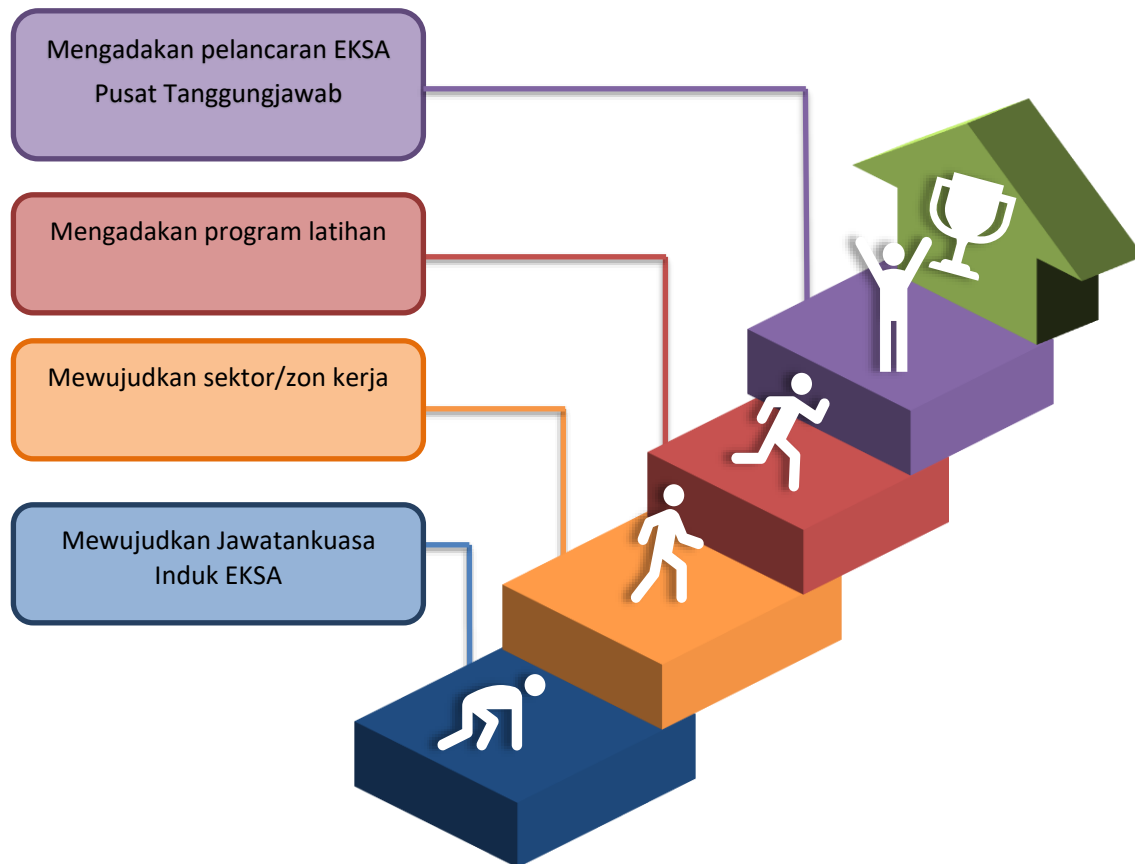 Mengadakan pelancaran EKSA
Pusat Tanggungjawab
Mengadakan program latihan
Mewujudkan sektor/zon kerja
Mewujudkan Jawatankuasa
Induk EKSA